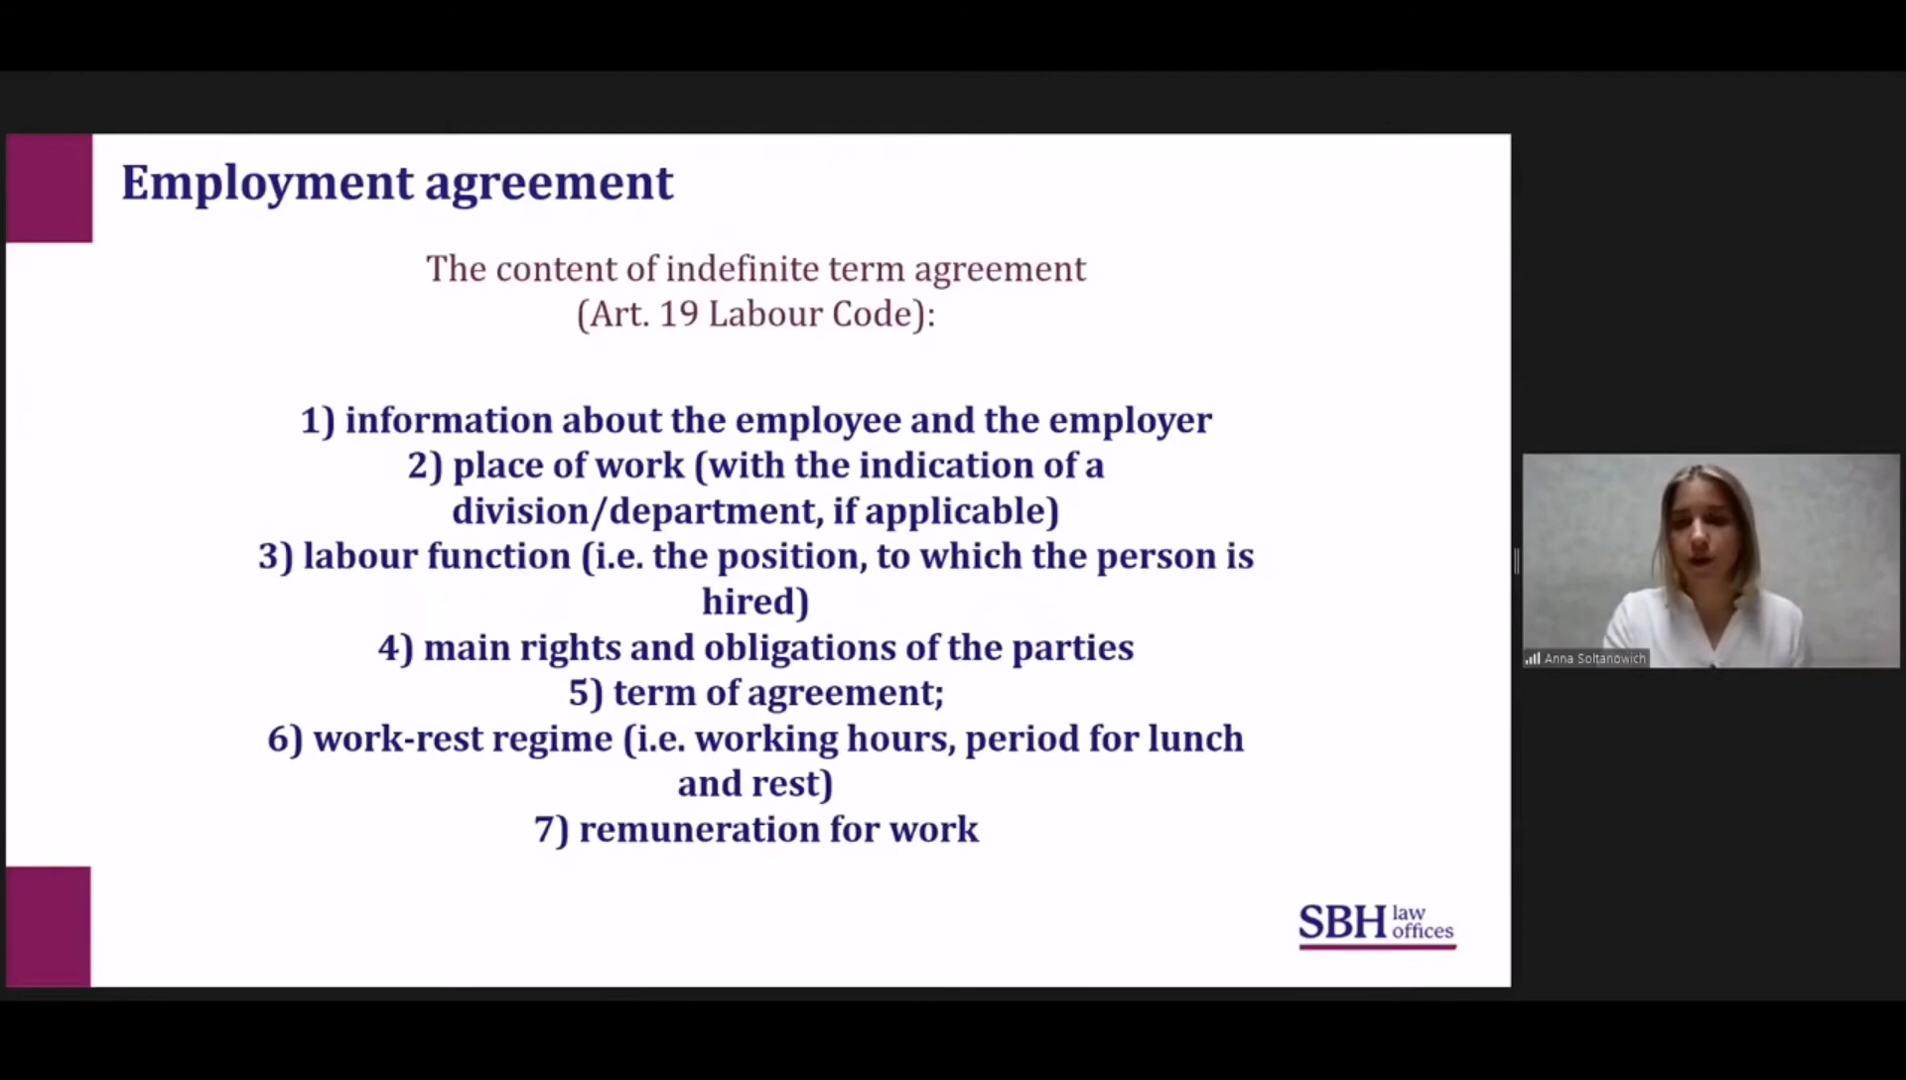 Employment agreement
The content of indefinite term agreement
(Art. 19 Labour Code):
1) information about the employee and the employer
2) place of work (with the indication of a
division/department, if applicable)
3) labour function (i.e. the position, to which the person is
hired)
4) main rights and obligations of the parties
5) term of agreement;
6) work-rest regime (i.e. working hours, period for lunch
and rest)
7) remuneration for work
SBH law
offices
Anna Soltanowich